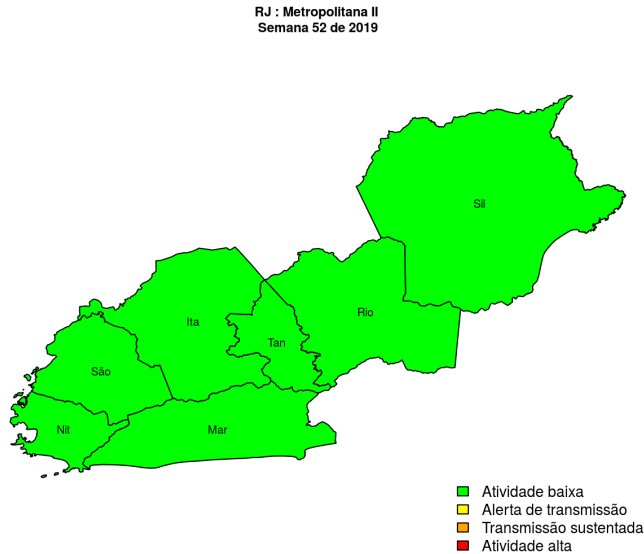 RJ : Metropolitana II
Semana 52 de 2019
Sil
Ita
Rio
Tan
São
Nit
Mar
Atividade baixa
Alerta de transmissão
Transmissão sustentada
Atividade alta